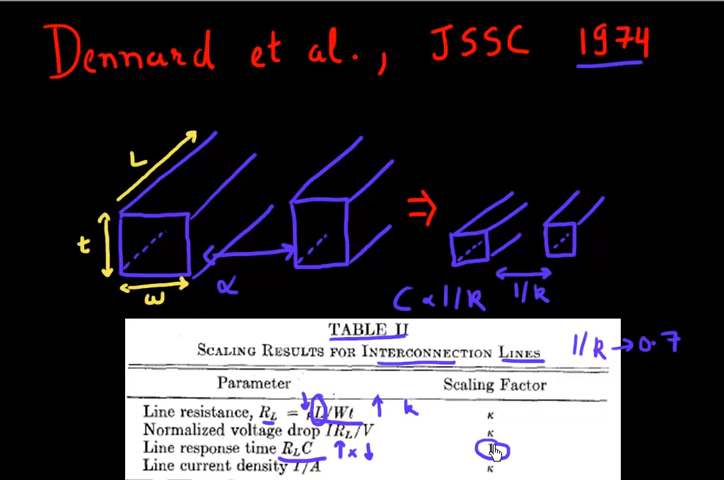 Dennard et al., JSSC 1974
L
t
w
α
⇒
C α 1/k
1/k
TABLE II
SCALING RESULTS FOR INTERCONNECTION LINES
1/k → 0.7
Parameter Scaling Factor
Line resistance, R_L = ρL/Wt ↑ k κ
Normalized voltage drop IR_L/V κ
Line response time R_LC ↑ x ↓
Line current density I/A κ